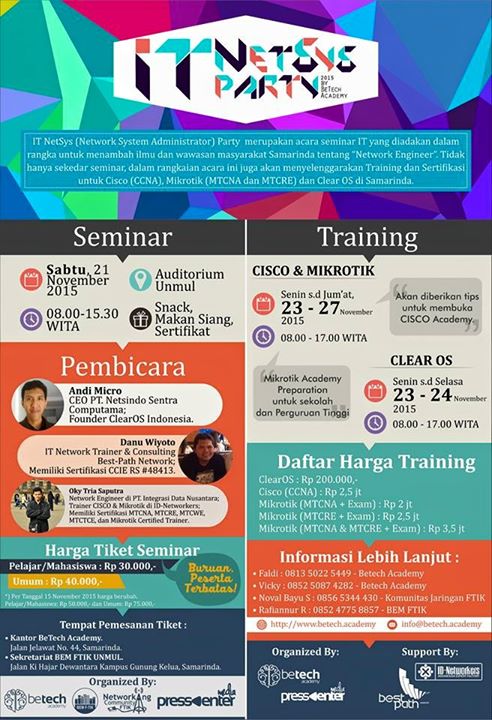 IT NETSYS
PARTY
2015
BY
BETECH
ACADEMY
IT NetSys (Network System Administrator) Party merupakan acara seminar IT yang diadakan dalam
rangka untuk menambah ilmu dan wawasan masyarakat Samarinda tentang "Network Engineer". Tidak
hanya sekedar seminar, dalam rangkaian acara ini juga akan menyelenggarakan Training dan Sertifikasi
untuk Cisco (CCNA), Mikrotik (MTCNA dan MTCRE) dan Clear OS di Samarinda.
Seminar
Sabtu, 21
November
2015
Auditorium
Unmul
08.00-15.30
WITA
Snack,
Makan Siang,
Sertifikat
Pembicara
Andi Micro
CEO PT. Netsindo Sentra
Computama;
Founder ClearOS Indonesia.
Danu Wiyoto
IT Network Trainer & Consulting
Best-Path Network;
Memiliki Sertifikasi CCIE RS #48413.
Oky Tria Saputra
Network Engineer di PT. Integrasi Data Nusantara;
Trainer CISCO & Mikrotik di ID-Networkers;
Memiliki Sertifikasi MTCNA, MTCRE, MTCWE,
MTCTCE, dan Mikrotik Certified Trainer.
Harga Tiket Seminar
Pelajar/Mahasiswa : Rp 30.000,-
Umum : Rp 40.000,-
Buruan,
Peserta
Terbatas!
*) Per Tanggal 15 November 2015 harga berubah.
Pelajar/Mahasiswa: Rp 50.000,- dan Umum: Rp 75.000,-
Tempat Pemesanan Tiket :
• Kantor BeTech Academy.
Jalan Jelawat No. 44, Samarinda.
• Sekretariat BEM FTIK UNMUL.
Jalan Ki Hajar Dewantara Kampus Gunung Kelua, Samarinda.
Organized By:
betech
academy
BEM FTIK
Networking
Community
FTIK
media
presscenter
Training
CISCO & MIKROTIK
Senin s.d Jum'at,
23 - 27 November
2015
08.00 - 17.00 WITA
Akan diberikan tips
untuk membuka
CISCO Academy
Mikrotik Academy
Preparation
untuk sekolah
dan Perguruan Tinggi
CLEAR OS
Senin s.d Selasa
23 - 24 November
2015
08.00 - 17.00 WITA
Daftar Harga Training
ClearOS : Rp 200.000,-
Cisco (CCNA) : Rp 2,5 jt
Mikrotik (MTCNA + Exam) : Rp 2 jt
Mikrotik (MTCRE + Exam) : Rp 2,5 jt
Mikrotik (MTCNA & MTCRE + Exam) : Rp 3,5 jt
Informasi Lebih Lanjut :
• Faldi : 0813 5022 5449 - Betech Academy
• Vicky : 0852 5087 4282 - Betech Academy
• Noval Bayu S : 0856 5344 430 - Komunitas Jaringan FTIK
• Rafiannur R : 0852 4775 8857 - BEM FTIK
http://www.betech.academy
info@betech.academy
Organized By:
betech
academy
media
presscenter
Support By:
ID-Networkers
best
path